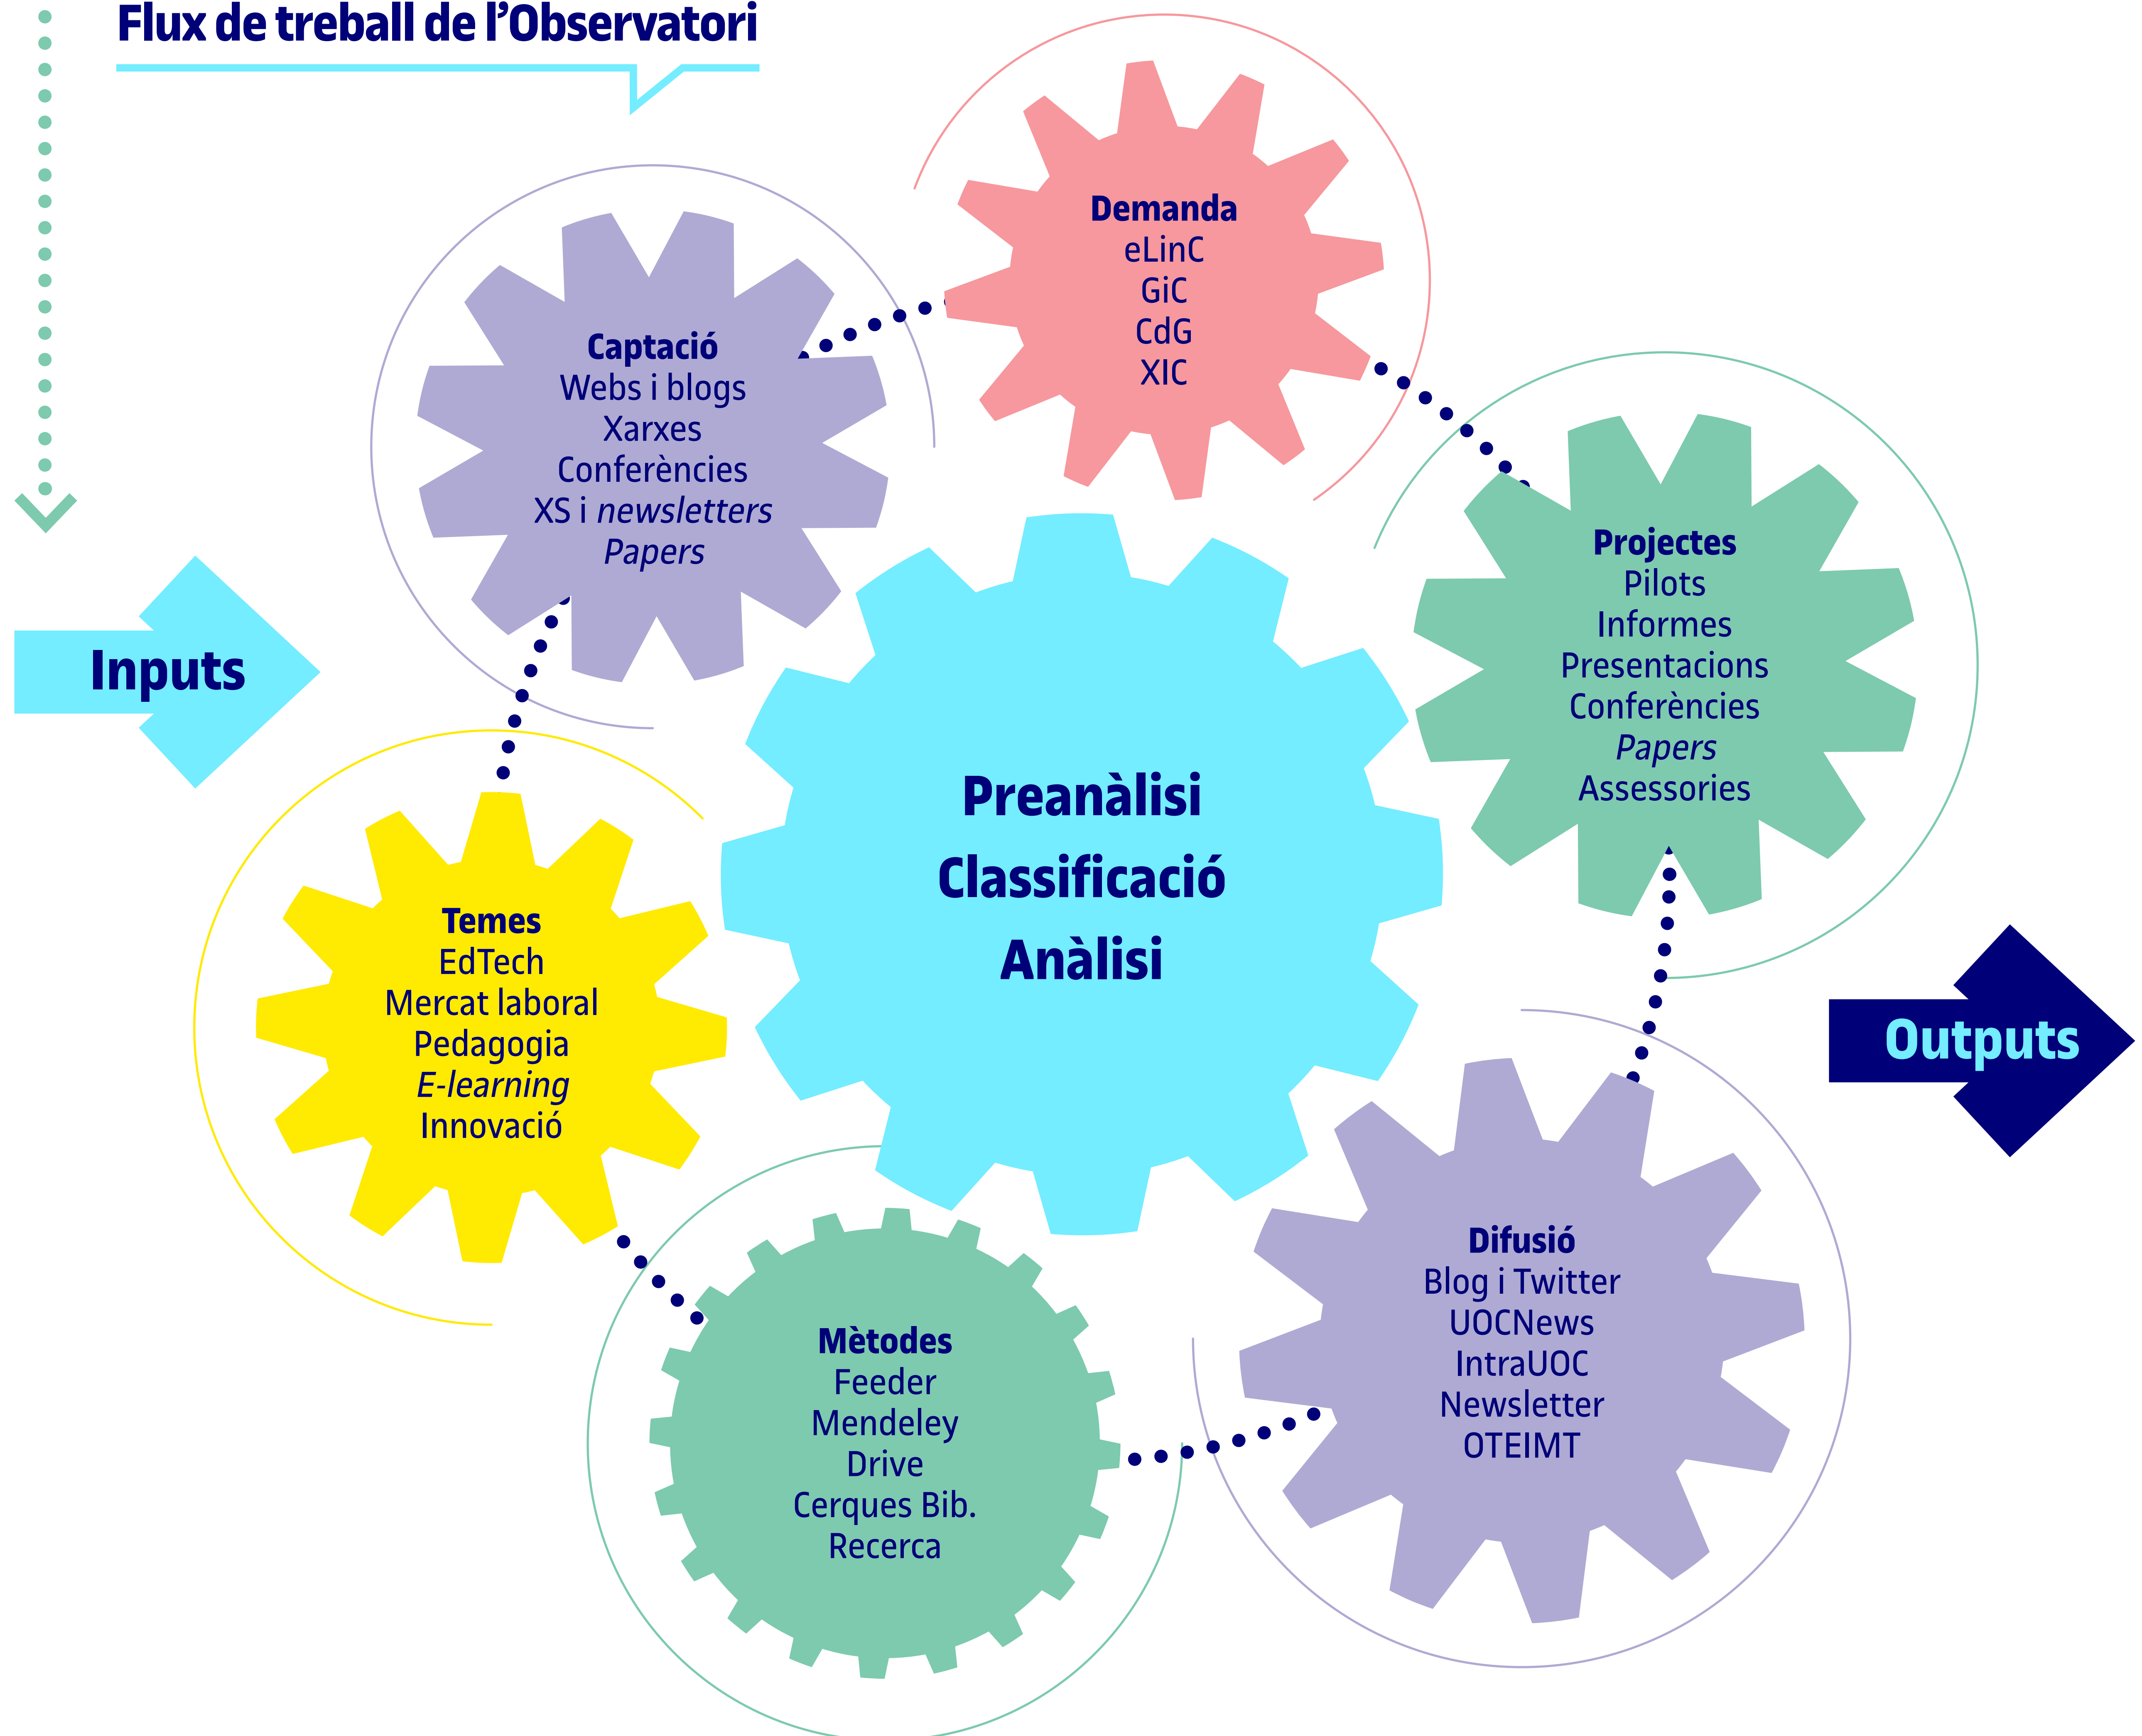 Flux de treball de l’Observatori
Demanda
eLinC
GiC
CdG
XIC
Captació
Webs i blogs
Xarxes
Conferències
XS i newsletters
Papers
Projectes
Pilots
Informes
Presentacions
Conferències
Papers
Assessories
Inputs
Preanàlisi
Classificació
Anàlisi
Temes
EdTech
Mercat laboral
Pedagogia
E-learning
Innovació
Outputs
Difusió
Blog i Twitter
UOCNews
IntraUOC
Newsletter
OTEIMT
Mètodes
Feeder
Mendeley
Drive
Cerques Bib.
Recerca